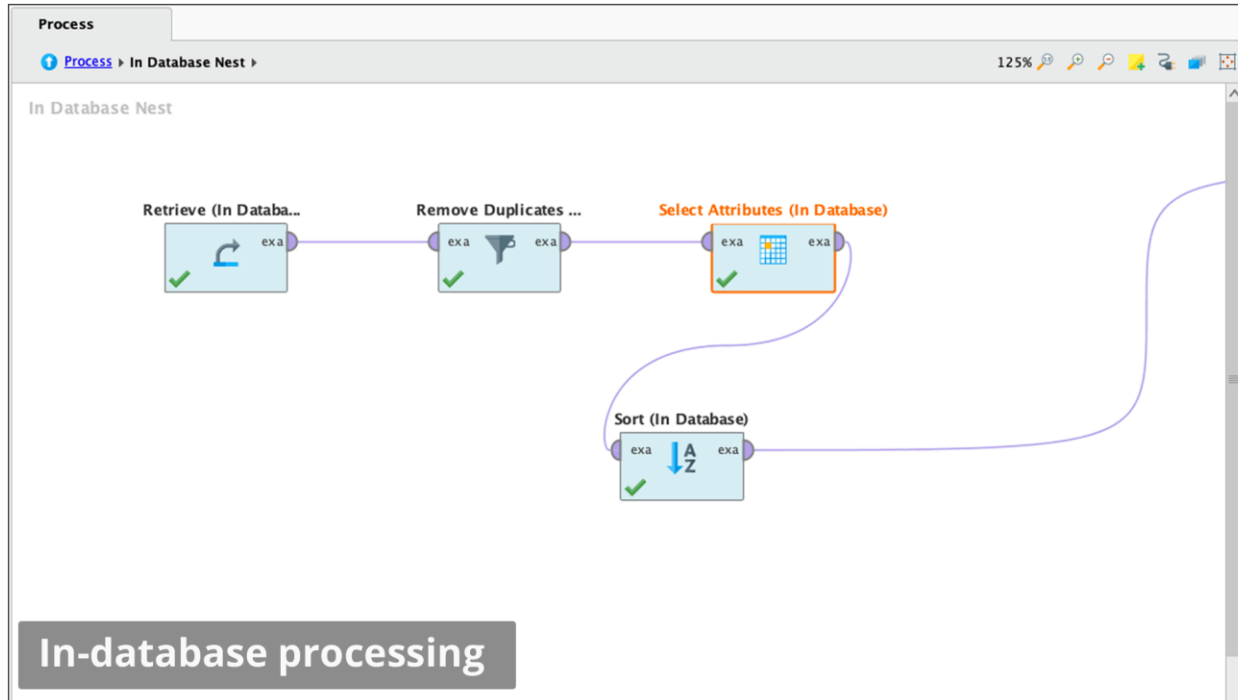 Process
Process ▸ In Database Nest ▸
125%
In Database Nest
Retrieve (In Databa...
exa
Remove Duplicates ...
exa exa
Select Attributes (In Database)
exa exa
Sort (In Database)
exa A Z exa
In-database processing